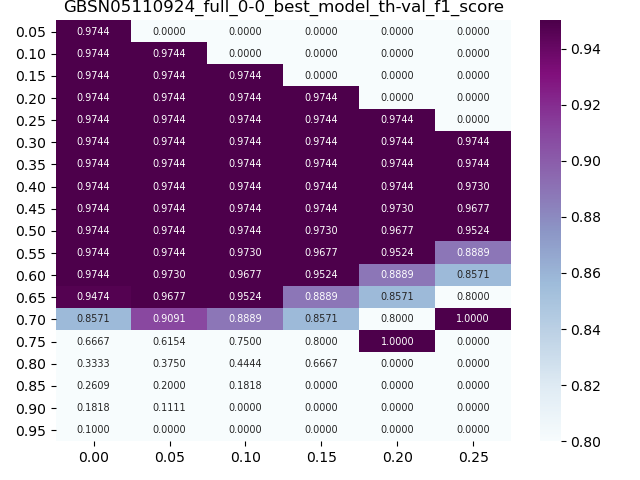 GBSN05110924_full_0-0_best_model_th-val_f1_score
0.05 0.9744 0.0000 0.0000 0.0000 0.0000 0.0000
0.10 0.9744 0.9744 0.0000 0.0000 0.0000 0.0000
0.15 0.9744 0.9744 0.9744 0.0000 0.0000 0.0000
0.20 0.9744 0.9744 0.9744 0.9744 0.0000 0.0000
0.25 0.9744 0.9744 0.9744 0.9744 0.9744 0.0000
0.30 0.9744 0.9744 0.9744 0.9744 0.9744 0.9744
0.35 0.9744 0.9744 0.9744 0.9744 0.9744 0.9744
0.40 0.9744 0.9744 0.9744 0.9744 0.9744 0.9730
0.45 0.9744 0.9744 0.9744 0.9744 0.9730 0.9677
0.50 0.9744 0.9744 0.9744 0.9730 0.9677 0.9524
0.55 0.9744 0.9744 0.9730 0.9677 0.9524 0.8889
0.60 0.9744 0.9730 0.9677 0.9524 0.8889 0.8571
0.65 0.9474 0.9677 0.9524 0.8889 0.8571 0.8000
0.70 0.8571 0.9091 0.8889 0.8571 0.8000 1.0000
0.75 0.6667 0.6154 0.7500 0.8000 1.0000 0.0000
0.80 0.3333 0.3750 0.4444 0.6667 0.0000 0.0000
0.85 0.2609 0.2000 0.1818 0.0000 0.0000 0.0000
0.90 0.1818 0.1111 0.0000 0.0000 0.0000 0.0000
0.95 0.1000 0.0000 0.0000 0.0000 0.0000 0.0000
0.00 0.05 0.10 0.15 0.20 0.25
0.94
0.92
0.90
0.88
0.86
0.84
0.82
0.80